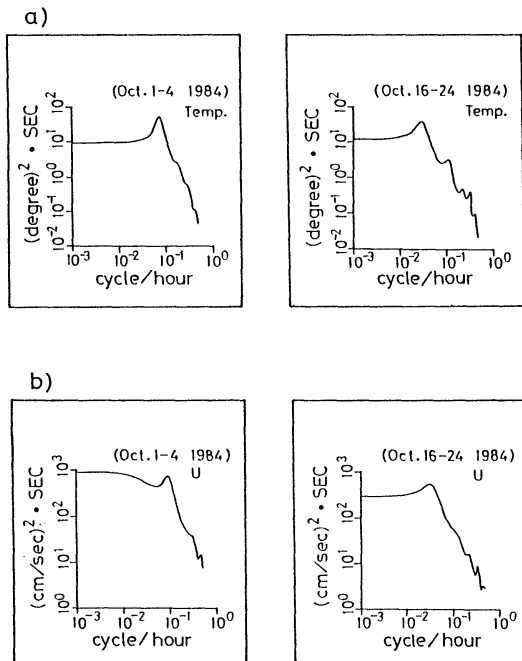 a)
(Oct.1-4 1984)
Temp.
(degree)² • SEC
10² 10¹ 10⁰ 10⁻¹ 10⁻²
10⁻³ 10⁻² 10⁻¹ 10⁰
cycle/hour
(Oct.16-24 1984)
Temp.
(degree)² • SEC
10² 10¹ 10⁰ 10⁻¹ 10⁻²
10⁻³ 10⁻² 10⁻¹ 10⁰
cycle/hour
b)
(Oct.1-4 1984)
U
(cm/sec)² • SEC
10³ 10² 10¹ 10⁰
10⁻³ 10⁻² 10⁻¹ 10⁰
cycle/hour
(Oct.16-24 1984)
U
(cm/sec)² • SEC
10³ 10² 10¹ 10⁰
10⁻³ 10⁻² 10⁻¹ 10⁰
cycle/hour